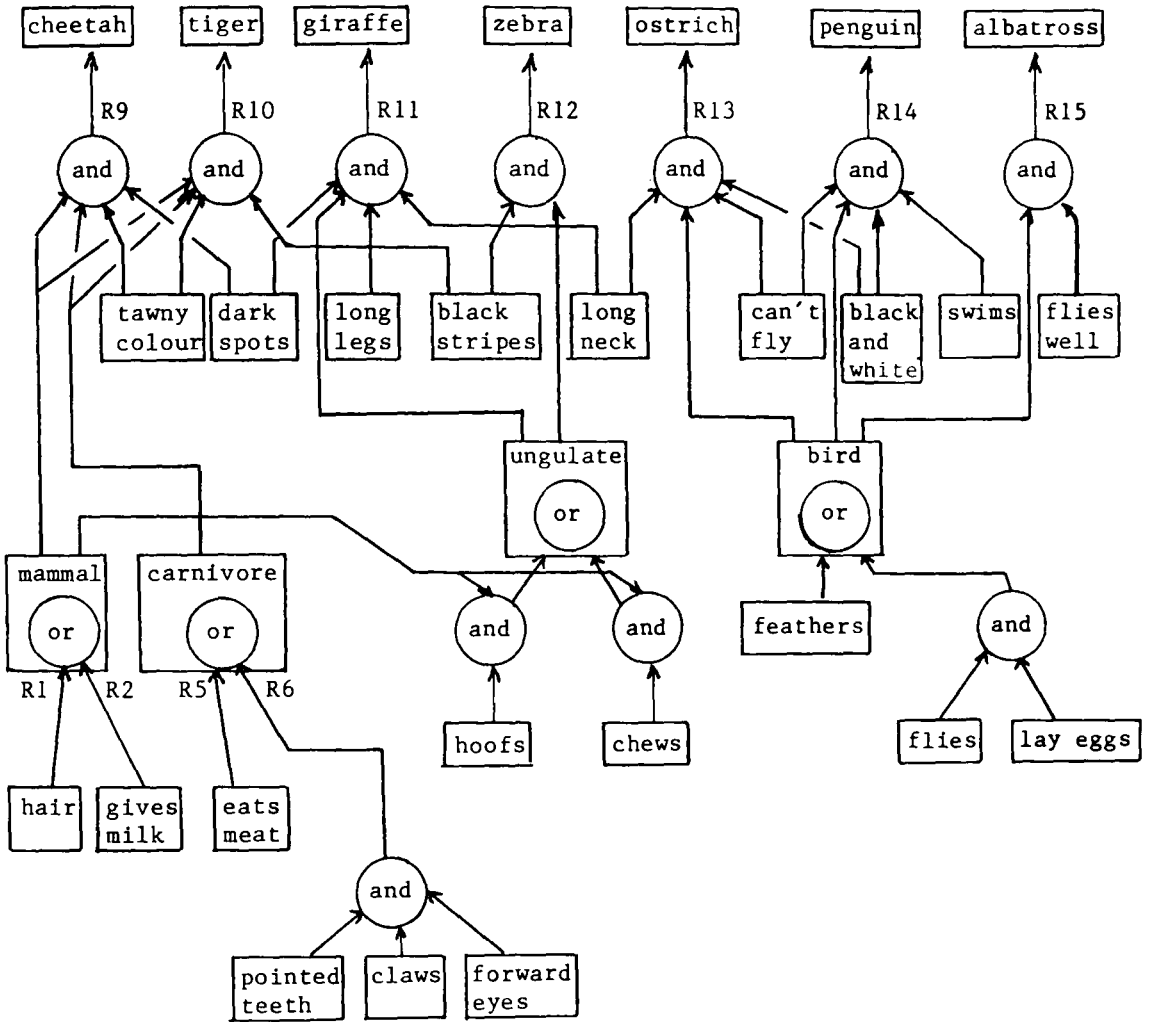 cheetah
tiger
giraffe
zebra
ostrich
penguin
albatross
R9
R10
R11
R12
R13
R14
R15
and
and
and
and
and
and
and
tawny
colour
dark
spots
long
legs
black
stripes
long
neck
can't
fly
black
and
white
swims
flies
well
ungulate
or
bird
or
mammal
or
carnivore
or
and
and
feathers
and
R1
R2
R5
R6
hoofs
chews
flies
lay eggs
hair
gives
milk
eats
meat
and
pointed
teeth
claws
forward
eyes